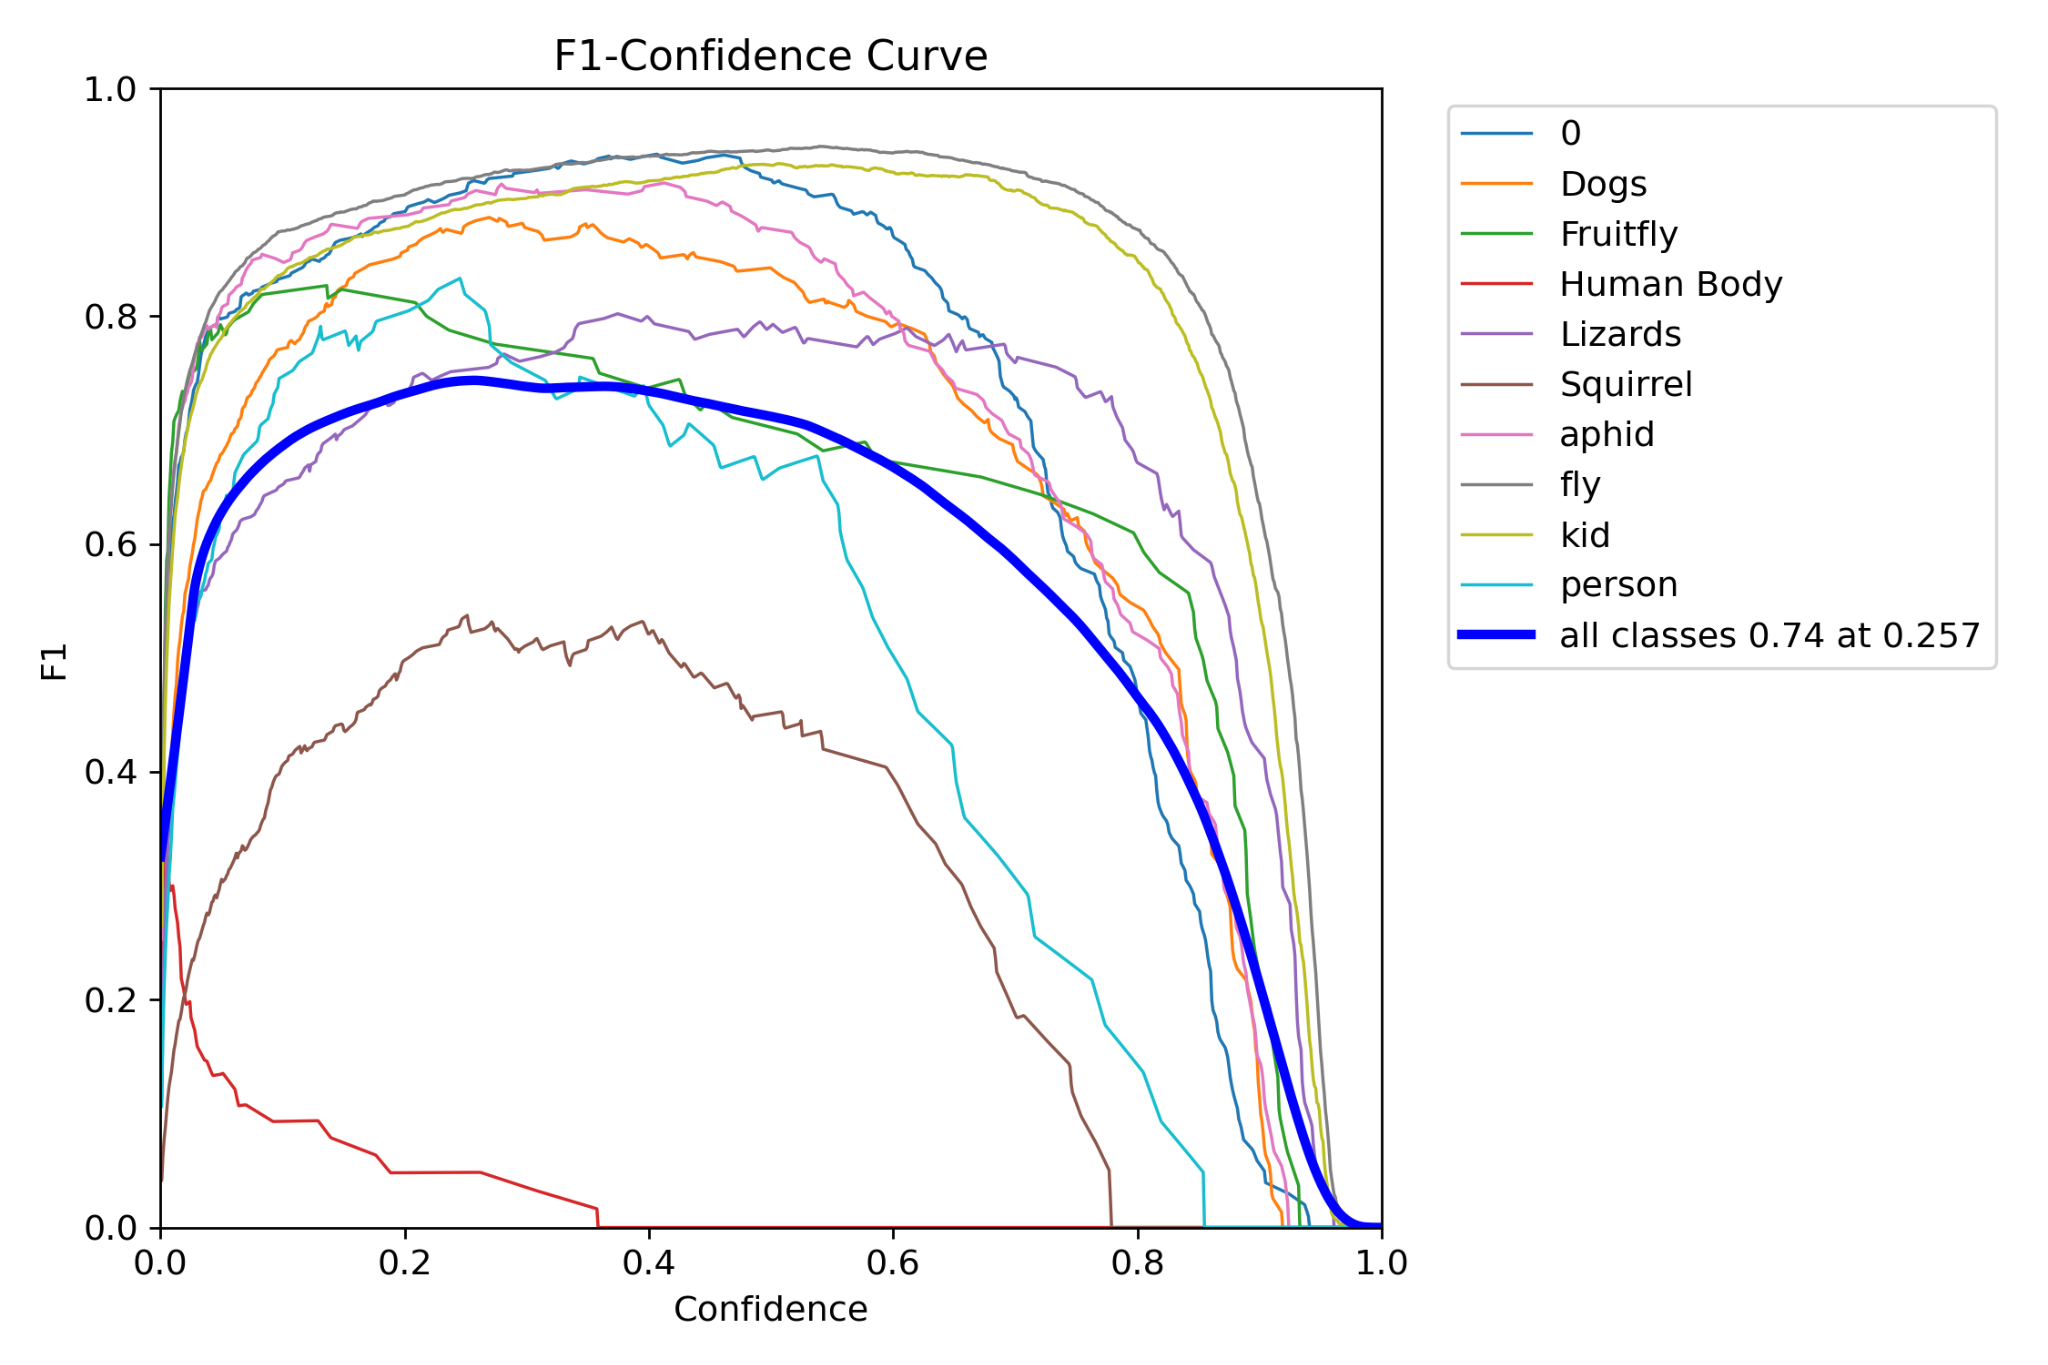 F1-Confidence Curve
1.0
0.8
0.6
0.4
0.2
0.0
F1
0.0 0.2 0.4 0.6 0.8 1.0
Confidence
0
Dogs
Fruitfly
Human Body
Lizards
Squirrel
aphid
fly
kid
person
all classes 0.74 at 0.257